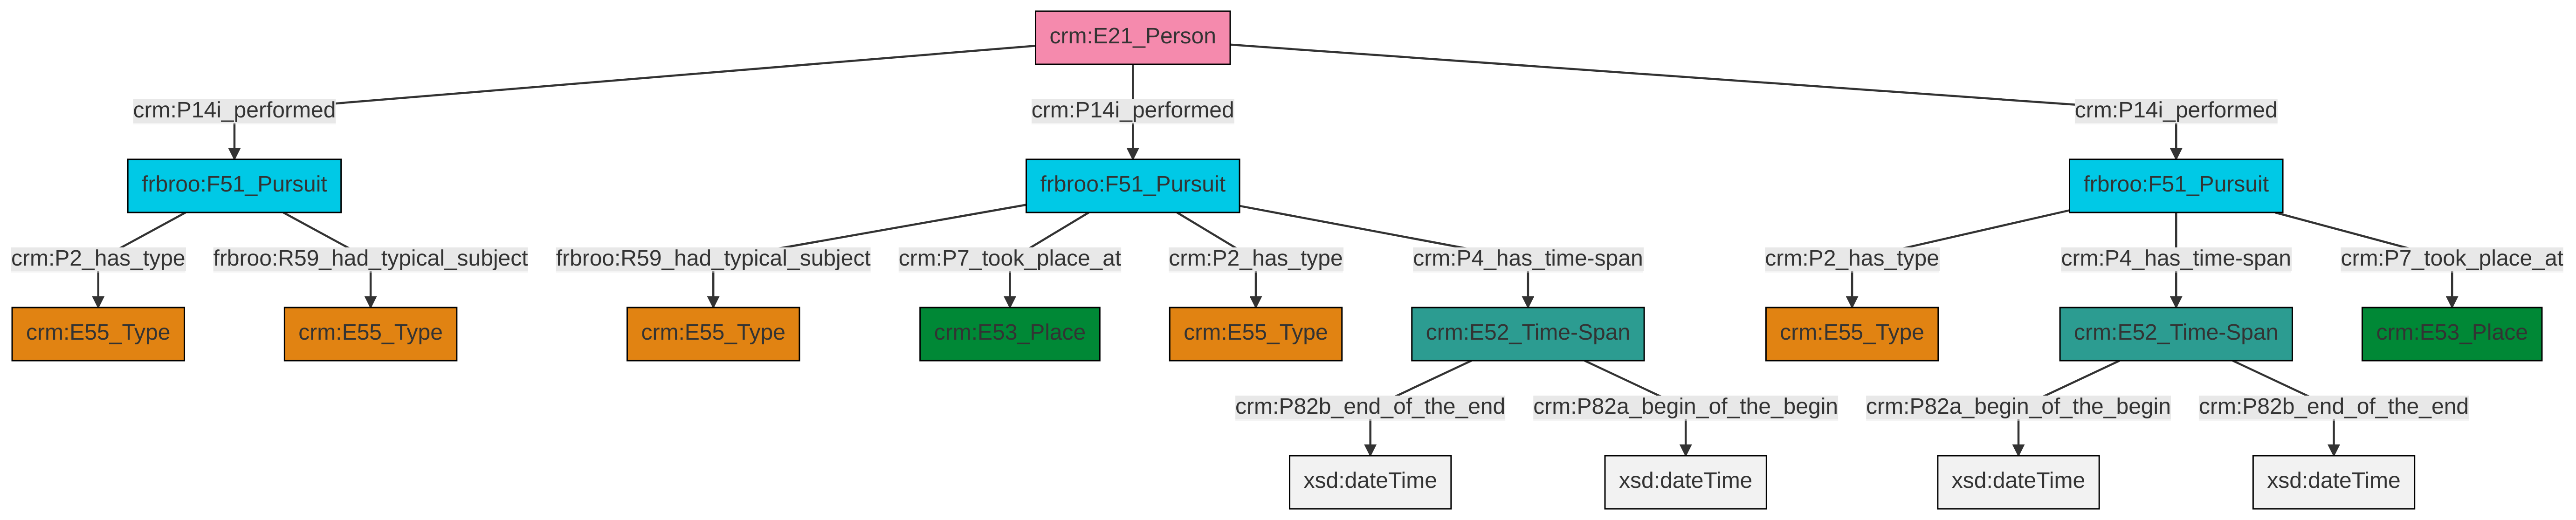 crm:E21_Person
crm:P14i_performed
crm:P14i_performed
crm:P14i_performed
frbroo:F51_Pursuit
frbroo:F51_Pursuit
frbroo:F51_Pursuit
crm:P2_has_type
frbroo:R59_had_typical_subject
frbroo:R59_had_typical_subject
crm:P7_took_place_at
crm:P2_has_type
crm:P4_has_time-span
crm:P2_has_type
crm:P4_has_time-span
crm:P7_took_place_at
crm:E55_Type
crm:E55_Type
crm:E55_Type
crm:E53_Place
crm:E55_Type
crm:E52_Time-Span
crm:E55_Type
crm:E52_Time-Span
crm:E53_Place
crm:P82b_end_of_the_end
crm:P82a_begin_of_the_begin
crm:P82a_begin_of_the_begin
crm:P82b_end_of_the_end
xsd:dateTime
xsd:dateTime
xsd:dateTime
xsd:dateTime